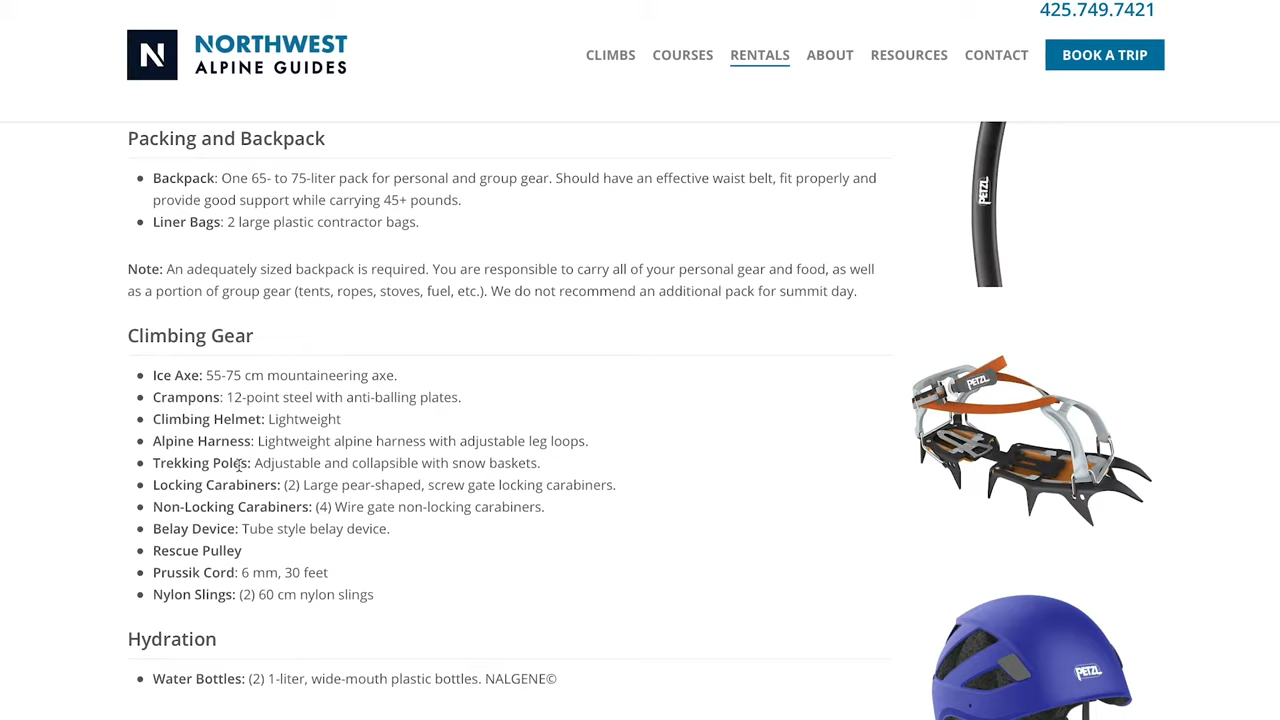 425.749.7421
N NORTHWEST
ALPINE GUIDES
CLIMBS COURSES RENTALS ABOUT RESOURCES CONTACT BOOK A TRIP
Packing and Backpack
• Backpack: One 65- to 75-liter pack for personal and group gear. Should have an effective waist belt, fit properly and
provide good support while carrying 45+ pounds.
• Liner Bags: 2 large plastic contractor bags.
Note: An adequately sized backpack is required. You are responsible to carry all of your personal gear and food, as well
as a portion of group gear (tents, ropes, stoves, fuel, etc.). We do not recommend an additional pack for summit day.
Climbing Gear
• Ice Axe: 55-75 cm mountaineering axe.
• Crampons: 12-point steel with anti-balling plates.
• Climbing Helmet: Lightweight
• Alpine Harness: Lightweight alpine harness with adjustable leg loops.
• Trekking Poles: Adjustable and collapsible with snow baskets.
• Locking Carabiners: (2) Large pear-shaped, screw gate locking carabiners.
• Non-Locking Carabiners: (4) Wire gate non-locking carabiners.
• Belay Device: Tube style belay device.
• Rescue Pulley
• Prussik Cord: 6 mm, 30 feet
• Nylon Slings: (2) 60 cm nylon slings
Hydration
• Water Bottles: (2) 1-liter, wide-mouth plastic bottles. NALGENE©
PETZL
PETZL
PETZL